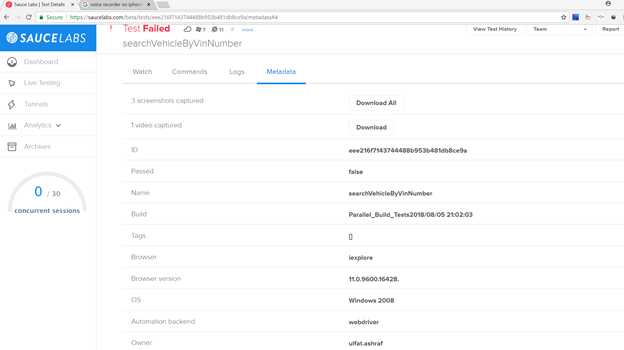 Sauce Labs | Test Details
voice recorder on iphon
Secure
https://saucelabs.com/beta/tests/eee216f7143744488b953b481db8ce9a/metadata#4
SAUCELABS
Dashboard
Live Testing
Tunnels
Analytics
Archives
0 / 30
concurrent sessions
! Test Failed
7
11
more..
View Test History
Team
Report
searchVehicleByVinNumber
Watch
Commands
Logs
Metadata
3 screenshots captured
Download All
1 video captured
Download
ID
eee216f7143744488b953b481db8ce9a
Passed
false
Name
searchVehicleByVinNumber
Build
Parallel_Build_Tests2018/08/05 21:02:03
Tags
[]
Browser
iexplore
Browser version
11.0.9600.16428.
OS
Windows 2008
Automation backend
webdriver
Owner
ulfat.ashraf